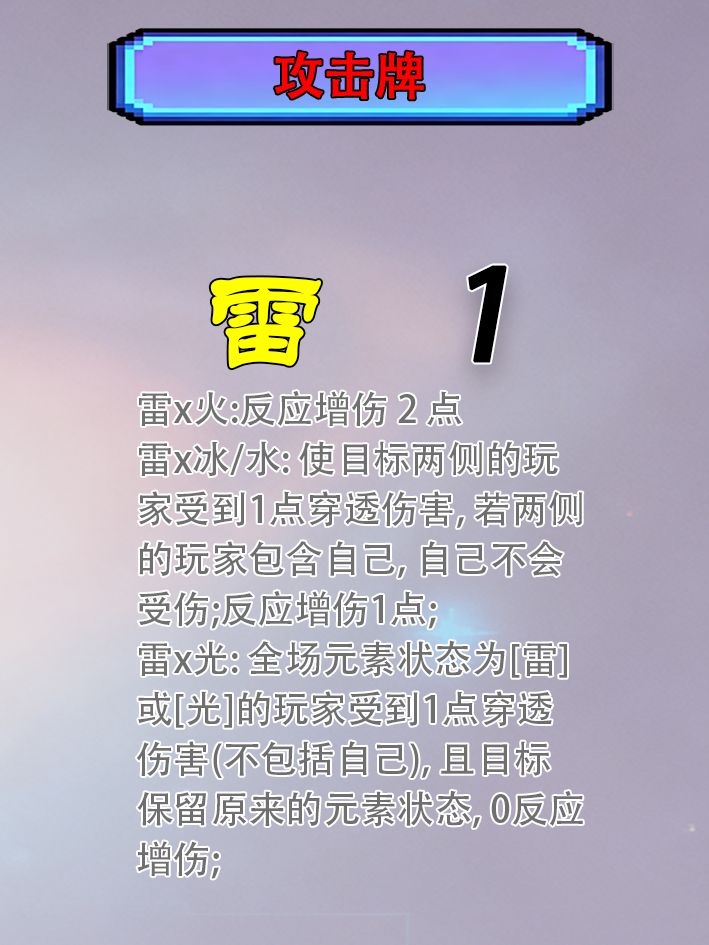 攻击牌
雷 1
雷x火:反应增伤 2 点
雷x冰/水: 使目标两侧的玩
家受到1点穿透伤害, 若两侧
的玩家包含自己, 自己不会
受伤;反应增伤1点;
雷x光: 全场元素状态为[雷]
或[光]的玩家受到1点穿透
伤害(不包括自己), 且目标
保留原来的元素状态, 0反应
增伤;